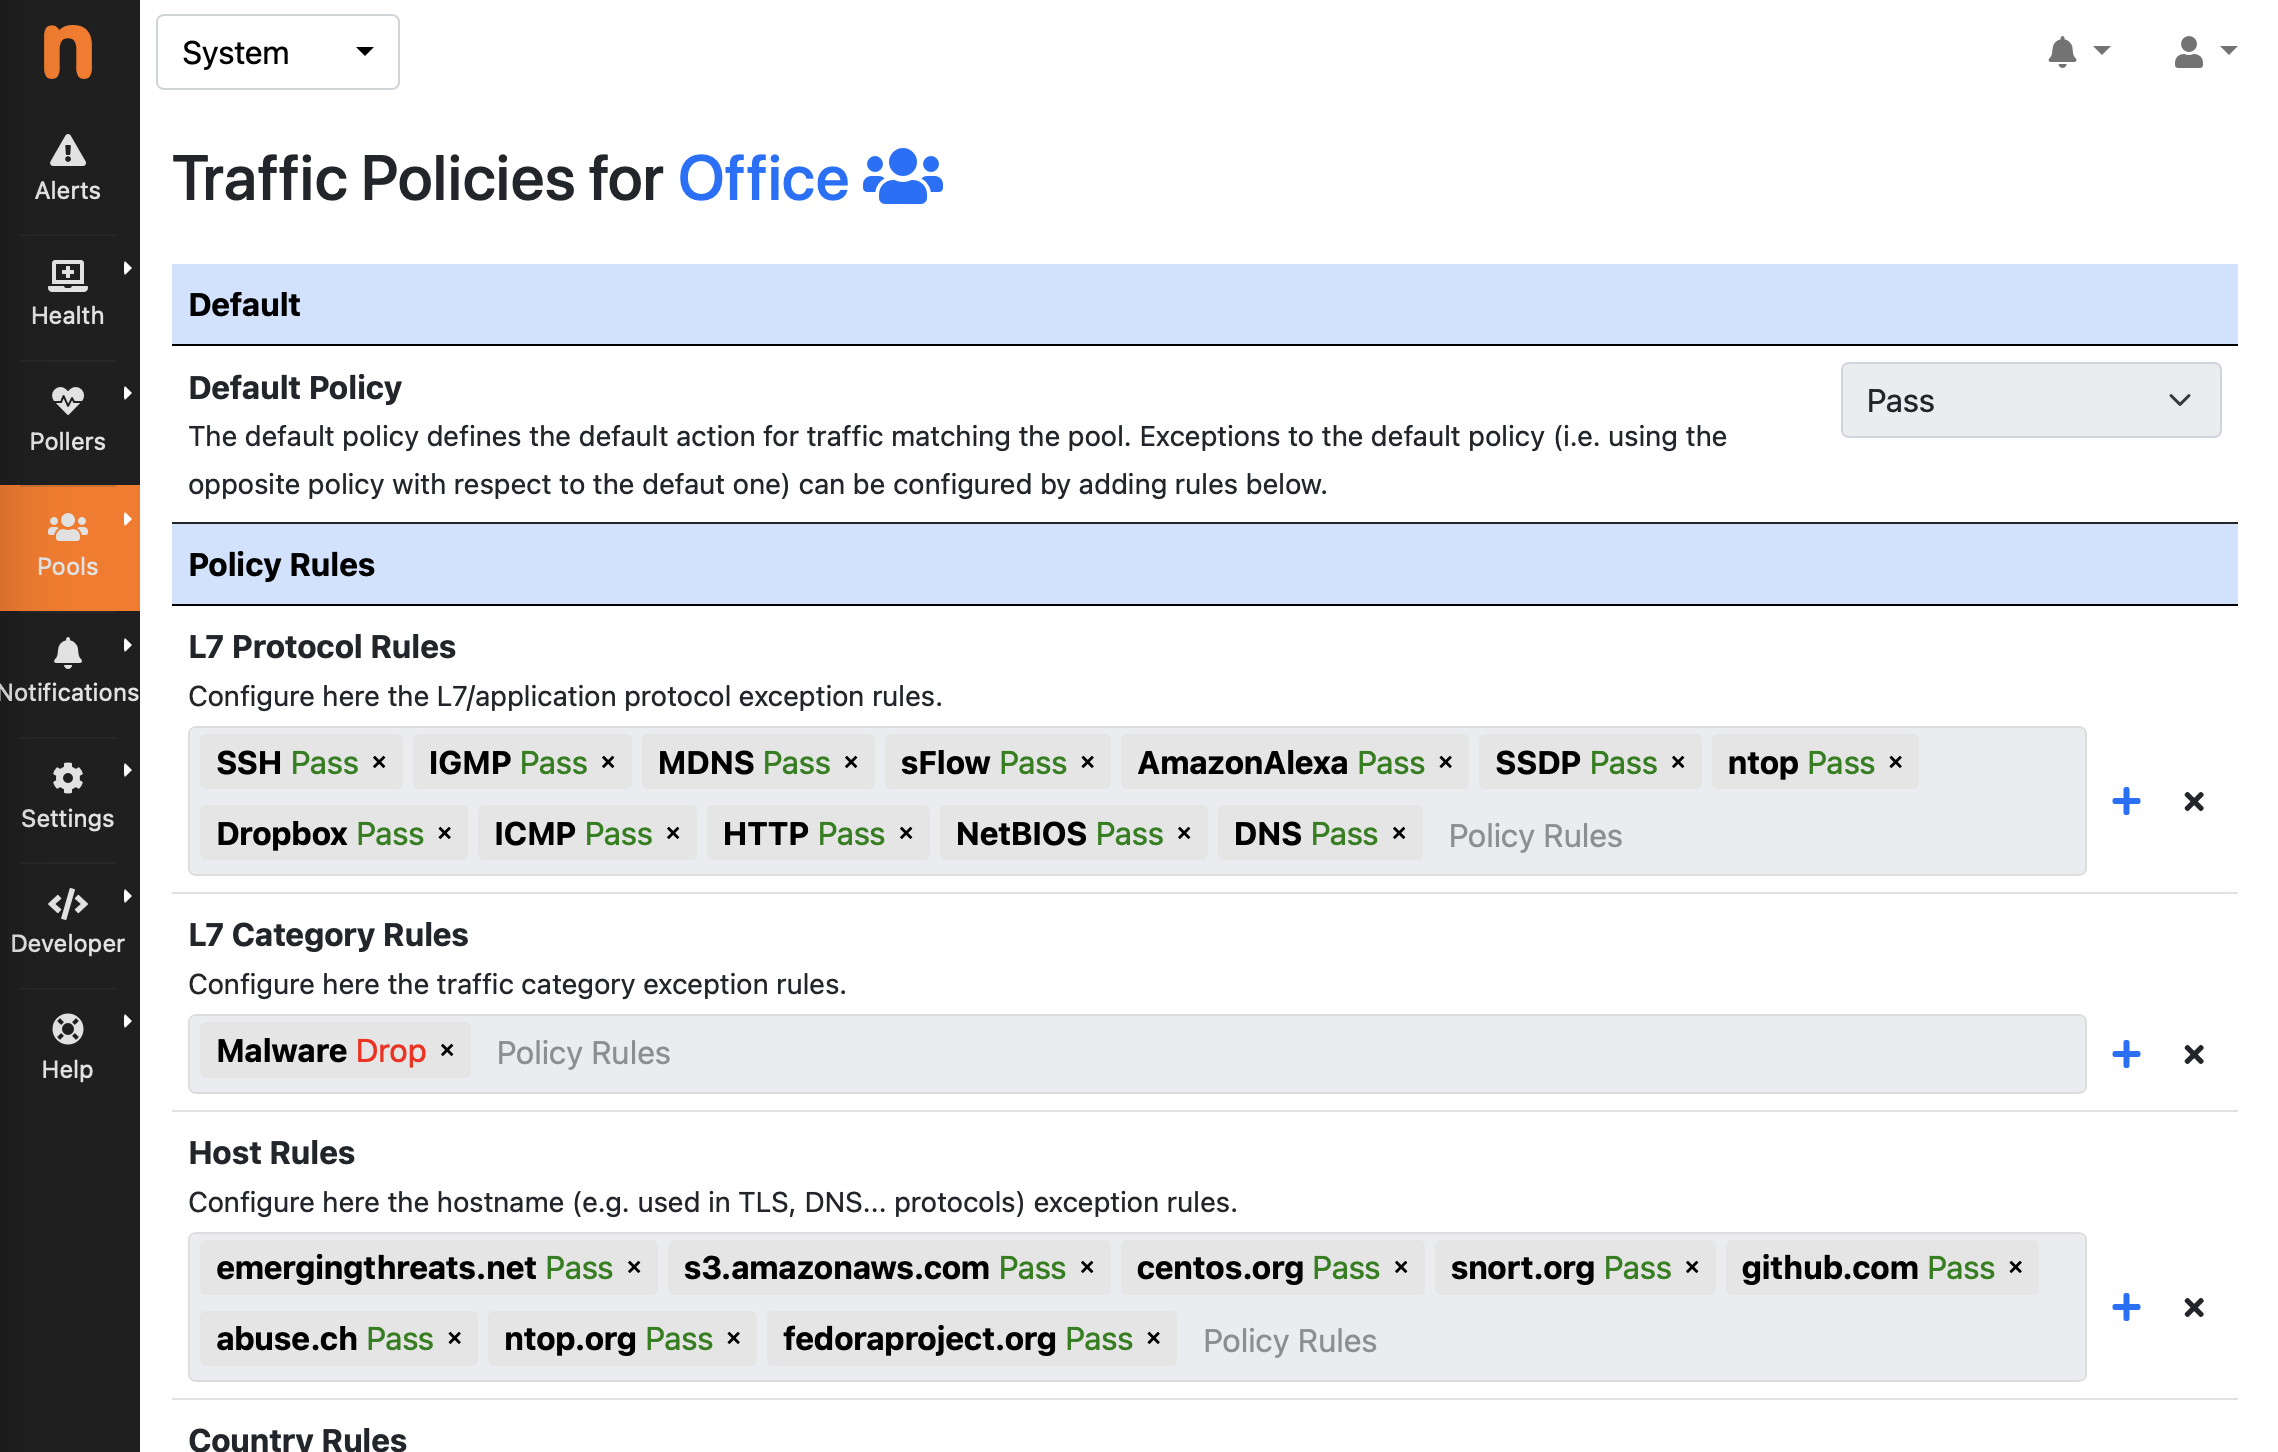 n
System
Alerts
Health
Pollers
Pools
Notifications
Settings
Developer
Help
Traffic Policies for Office
Default
Default Policy
The default policy defines the default action for traffic matching the pool. Exceptions to the default policy (i.e. using the
opposite policy with respect to the defaut one) can be configured by adding rules below.
Pass
Policy Rules
L7 Protocol Rules
Configure here the L7/application protocol exception rules.
SSH Pass × IGMP Pass × MDNS Pass × sFlow Pass × AmazonAlexa Pass × SSDP Pass × ntop Pass ×
Dropbox Pass × ICMP Pass × HTTP Pass × NetBIOS Pass × DNS Pass × Policy Rules
L7 Category Rules
Configure here the traffic category exception rules.
Malware Drop × Policy Rules
Host Rules
Configure here the hostname (e.g. used in TLS, DNS... protocols) exception rules.
emergingthreats.net Pass × s3.amazonaws.com Pass × centos.org Pass × snort.org Pass × github.com Pass ×
abuse.ch Pass × ntop.org Pass × fedoraproject.org Pass × Policy Rules
Country Rules